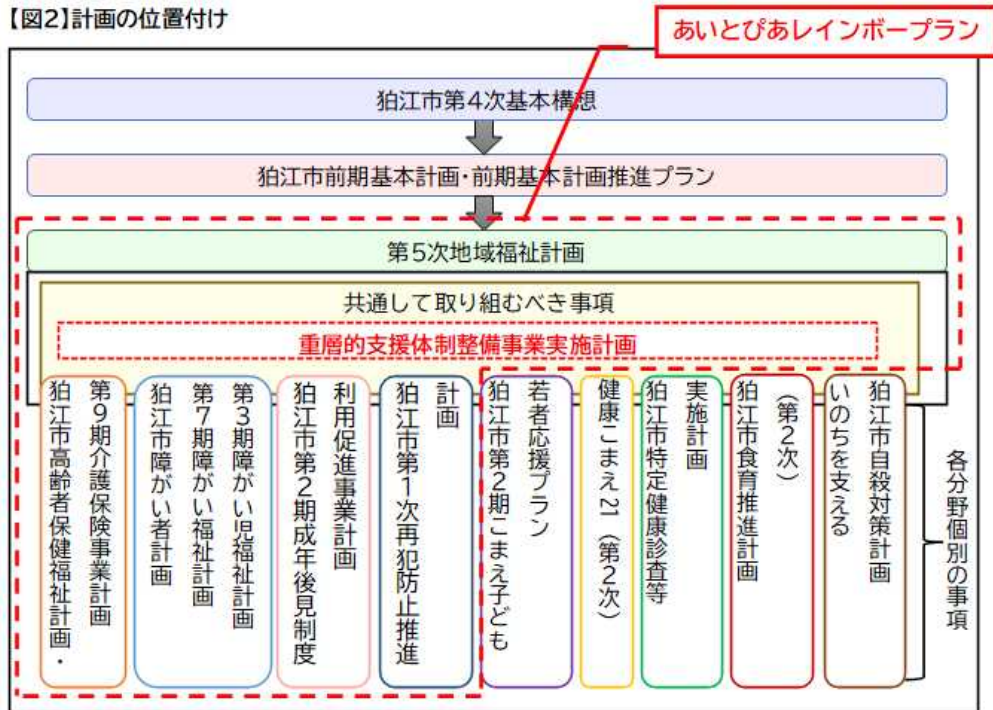 【図2】計画の位置付け
あいとぴあレインボープラン
狛江市第4次基本構想
狛江市前期基本計画・前期基本計画推進プラン
第5次地域福祉計画
共通して取り組むべき事項
重層的支援体制整備事業実施計画
狛江市高齢者保健福祉計画・
第9期介護保険事業計画
狛江市障がい者計画
第7期障がい福祉計画
第3期障がい児福祉計画
狛江市第2期成年後見制度
利用促進事業計画
狛江市第1次再犯防止推進
計画
狛江市第2期こまえ子ども
若者応援プラン
健康こまえ21（第2次）
狛江市特定健康診査等
実施計画
狛江市食育推進計画
（第2次）
いのちを支える
狛江市自殺対策計画
各分野個別の事項